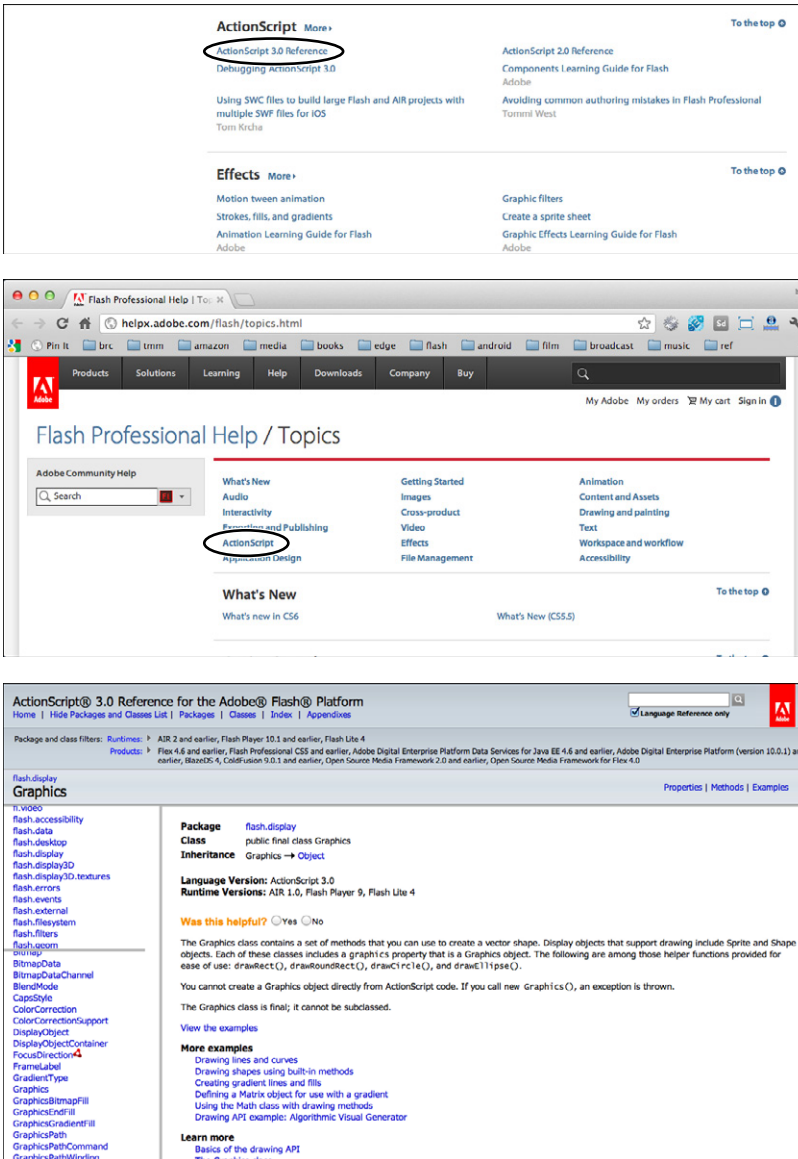 ActionScript More
To the top
ActionScript 3.0 Reference
ActionScript 2.0 Reference
Debugging ActionScript 3.0
Components Learning Guide for Flash
Adobe
Using SWC files to build large Flash and AIR projects with
multiple SWF files for iOS
Tom Krcha
Avoiding common authoring mistakes in Flash Professional
Tommi West
Effects More
To the top
Motion tween animation
Graphic filters
Strokes, fills, and gradients
Create a sprite sheet
Animation Learning Guide for Flash
Adobe
Graphic Effects Learning Guide for Flash
Adobe
Flash Professional Help | Top
helpx.adobe.com/flash/topics.html
Pin It brc tmm amazon media books edge flash android film broadcast music ref
Adobe
Products Solutions Learning Help Downloads Company Buy
My Adobe My orders My cart Sign in
Flash Professional Help / Topics
Adobe Community Help
Search
What's New Getting Started Animation
Audio Images Content and Assets
Interactivity Cross-product Drawing and painting
Exporting and Publishing Video Text
ActionScript Effects Workspace and workflow
Application Design File Management Accessibility
What's New
To the top
What's new in CS6
What's New (CS5.5)
ActionScript® 3.0 Reference for the Adobe® Flash® Platform
Home | Hide Packages and Classes List | Packages | Classes | Index | Appendixes
Language Reference only
Adobe
Package and class filters: Runtimes: AIR 2 and earlier, Flash Player 10.1 and earlier, Flash Lite 4
Products: Flex 4.6 and earlier, Flash Professional CS5 and earlier, Adobe Digital Enterprise Platform Data Services for Java EE 4.6 and earlier, Adobe Digital Enterprise Platform (version 10.0.1) a
earlier, BlazeDS 4, ColdFusion 9.0.1 and earlier, Open Source Media Framework 2.0 and earlier, Open Source Media Framework for Flex 4.0
flash.display
Graphics
Properties | Methods | Examples
fl.video
flash.accessibility
flash.data
flash.desktop
flash.display
flash.display3D
flash.display3D.textures
flash.errors
flash.events
flash.external
flash.filesystem
flash.filters
flash.geom
Bitmap
BitmapData
BitmapDataChannel
BlendMode
CapsStyle
ColorCorrection
ColorCorrectionSupport
DisplayObject
DisplayObjectContainer
FocusDirection
FrameLabel
GradientType
Graphics
GraphicsBitmapFill
GraphicsEndFill
GraphicsGradientFill
GraphicsPath
GraphicsPathCommand
GraphicsPathWinding
Package flash.display
Class public final class Graphics
Inheritance Graphics → Object
Language Version: ActionScript 3.0
Runtime Versions: AIR 1.0, Flash Player 9, Flash Lite 4
Was this helpful? Yes No
The Graphics class contains a set of methods that you can use to create a vector shape. Display objects that support drawing include Sprite and Shape
objects. Each of these classes includes a graphics property that is a Graphics object. The following are among those helper functions provided for
ease of use: drawRect(), drawRoundRect(), drawCircle(), and drawEllipse().
You cannot create a Graphics object directly from ActionScript code. If you call new Graphics(), an exception is thrown.
The Graphics class is final; it cannot be subclassed.
View the examples
More examples
Drawing lines and curves
Drawing shapes using built-in methods
Creating gradient lines and fills
Defining a Matrix object for use with a gradient
Using the Math class with drawing methods
Drawing API example: Algorithmic Visual Generator
Learn more
Basics of the drawing API
The Graphics class